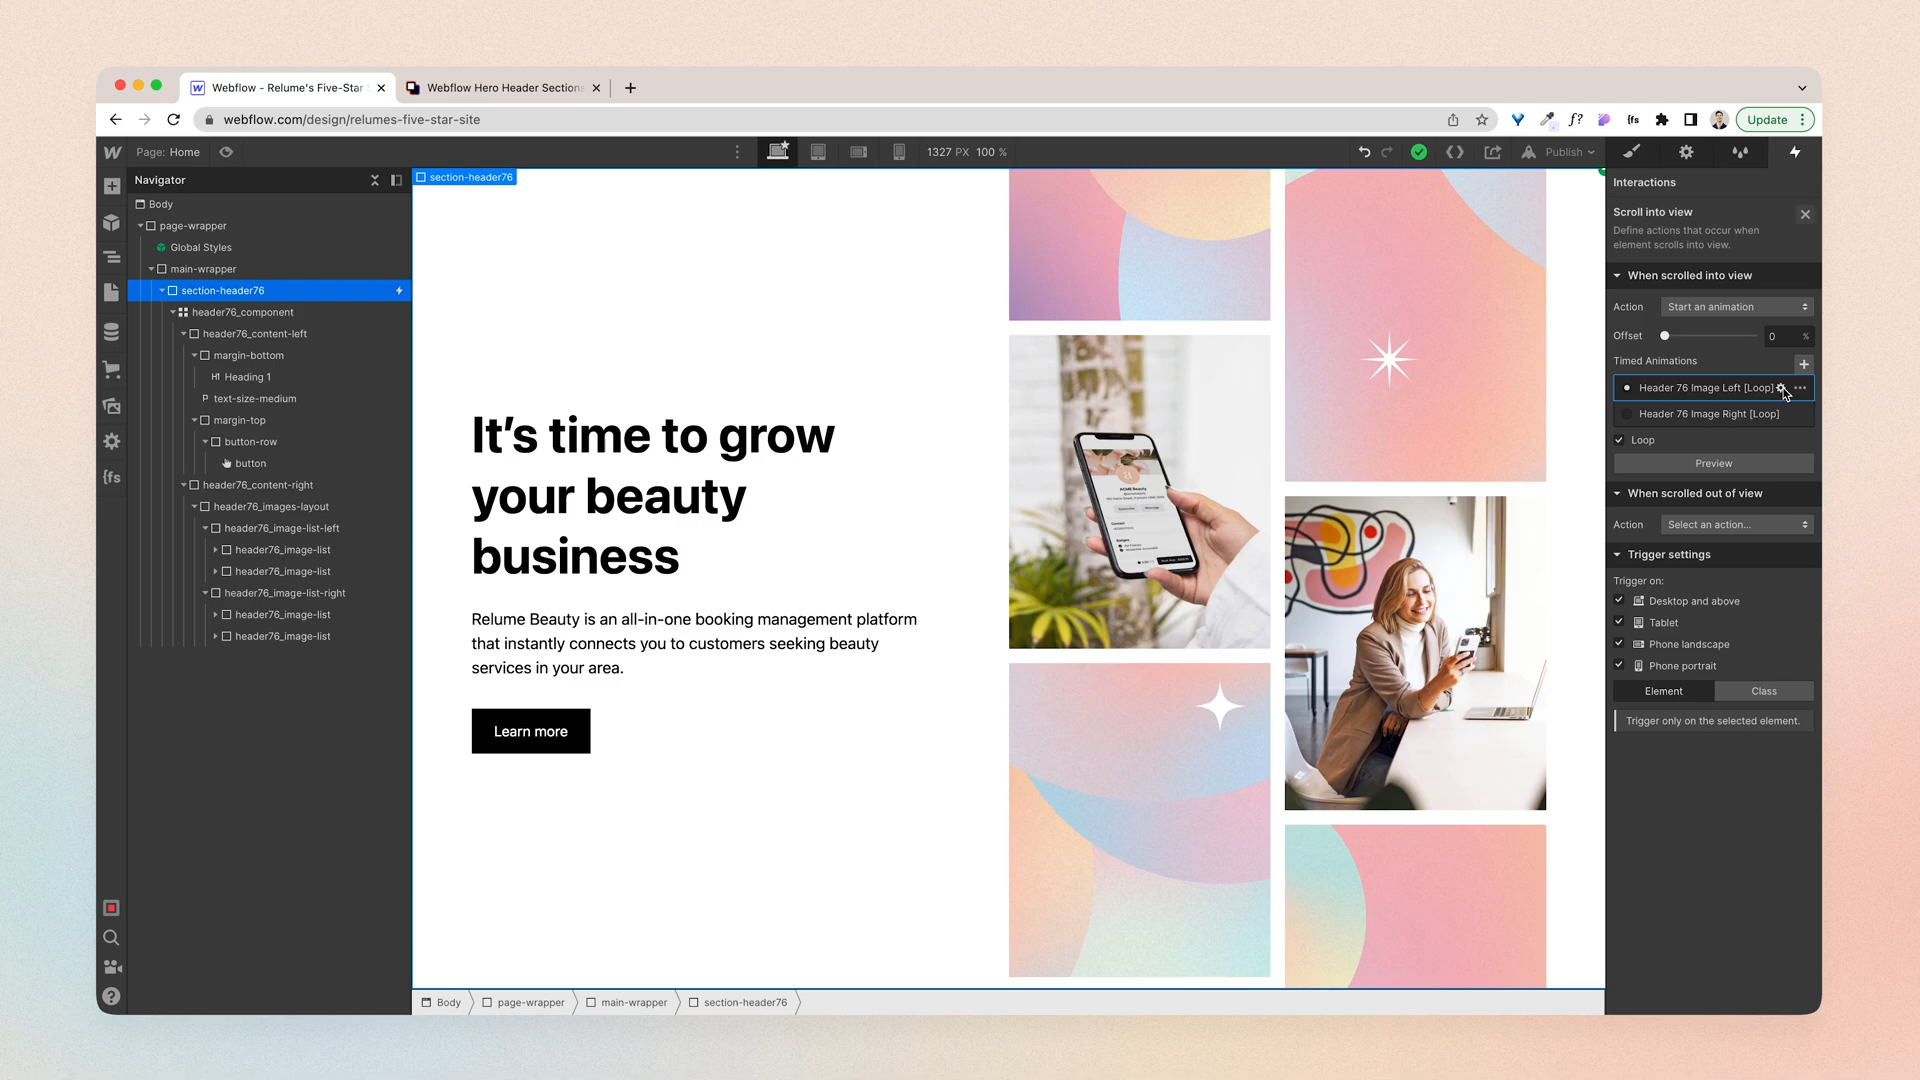 Webflow - Relume's Five-Star
Webflow Hero Header Sections
webflow.com/design/relumes-five-star-site
f?
{fs
Update
Page: Home
1327 PX 100 %
Publish
Navigator
section-header76
Interactions
Body
page-wrapper
Global Styles
main-wrapper
section-header76
header76_component
header76_content-left
margin-bottom
H1 Heading 1
P text-size-medium
margin-top
button-row
button
header76_content-right
header76_images-layout
header76_image-list-left
header76_image-list
header76_image-list
header76_image-list-right
header76_image-list
header76_image-list
{fs
It's time to grow
your beauty
business
Relume Beauty is an all-in-one booking management platform
that instantly connects you to customers seeking beauty
services in your area.
Learn more
ACME Beauty
Scroll into view
Define actions that occur when
element scrolls into view.
When scrolled into view
Action Start an animation
Offset 0 %
Timed Animations
Header 76 Image Left [Loop]
Header 76 Image Right [Loop]
Loop
Preview
When scrolled out of view
Action Select an action...
Trigger settings
Trigger on:
Desktop and above
Tablet
Phone landscape
Phone portrait
Element Class
Trigger only on the selected element.
Body page-wrapper main-wrapper section-header76